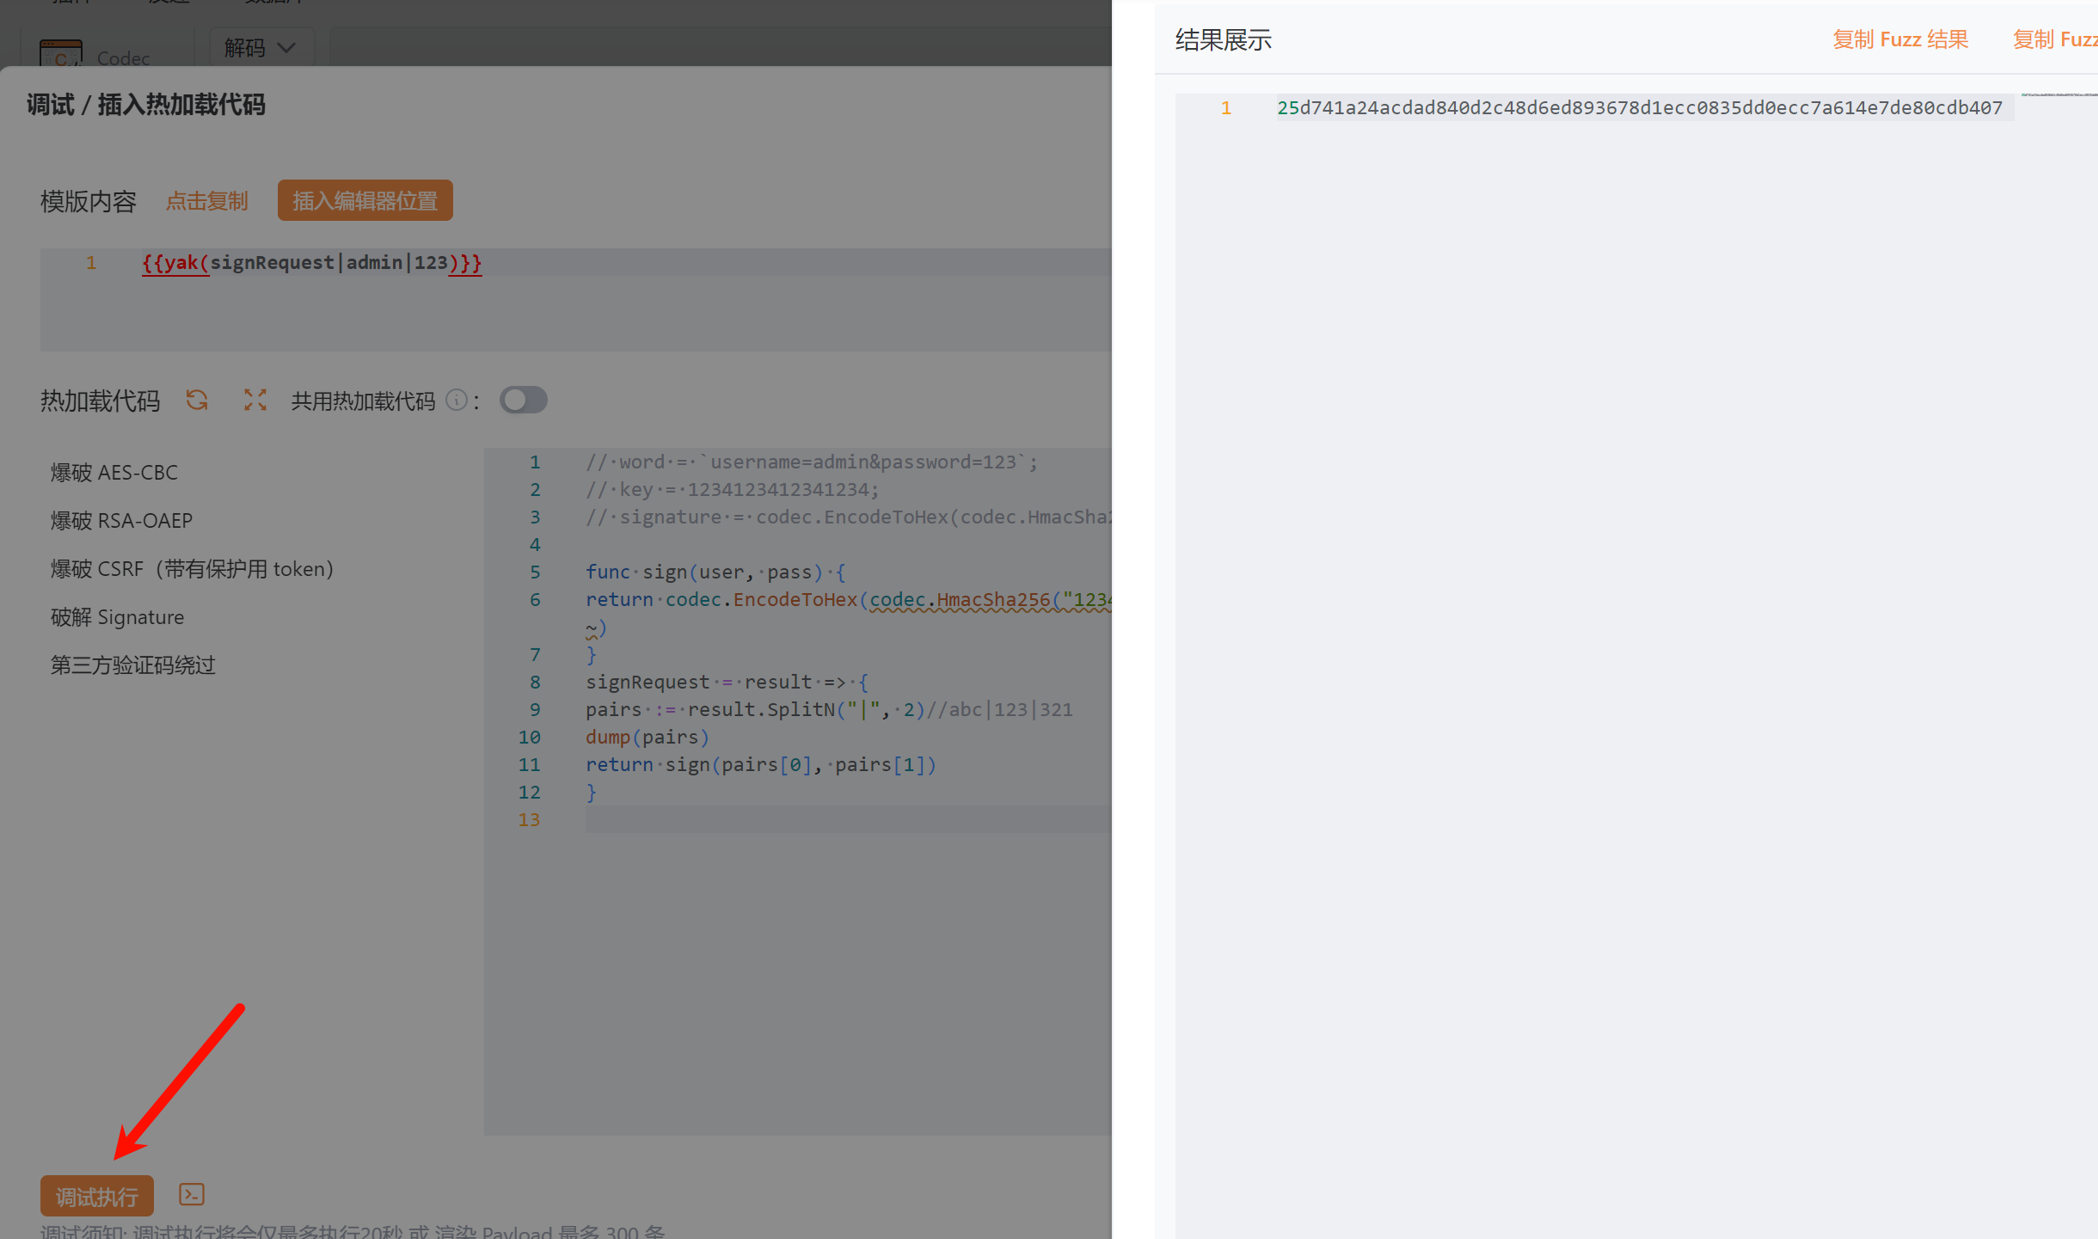 Codec
解码
调试 / 插入热加载代码
模版内容 点击复制 插入编辑器位置
1 {{yak(signRequest|admin|123)}}
热加载代码 共用热加载代码 :
爆破 AES-CBC
爆破 RSA-OAEP
爆破 CSRF（带有保护用 token）
破解 Signature
第三方验证码绕过
1 // word = `username=admin&password=123`;
2 // key = 1234123412341234;
3 // signature = codec.EncodeToHex(codec.HmacSha2
4
5 func sign(user, pass) {
6 return codec.EncodeToHex(codec.HmacSha256("1234
~)
7 }
8 signRequest = result => {
9 pairs := result.SplitN("|", 2)//abc|123|321
10 dump(pairs)
11 return sign(pairs[0], pairs[1])
12 }
13
调试执行
调试须知: 调试执行将会仅最多执行20秒 或 渲染 Payload 最多 300 条
结果展示 复制 Fuzz 结果 复制 Fuzz
1 25d741a24acdad840d2c48d6ed893678d1ecc0835dd0ecc7a614e7de80cdb407